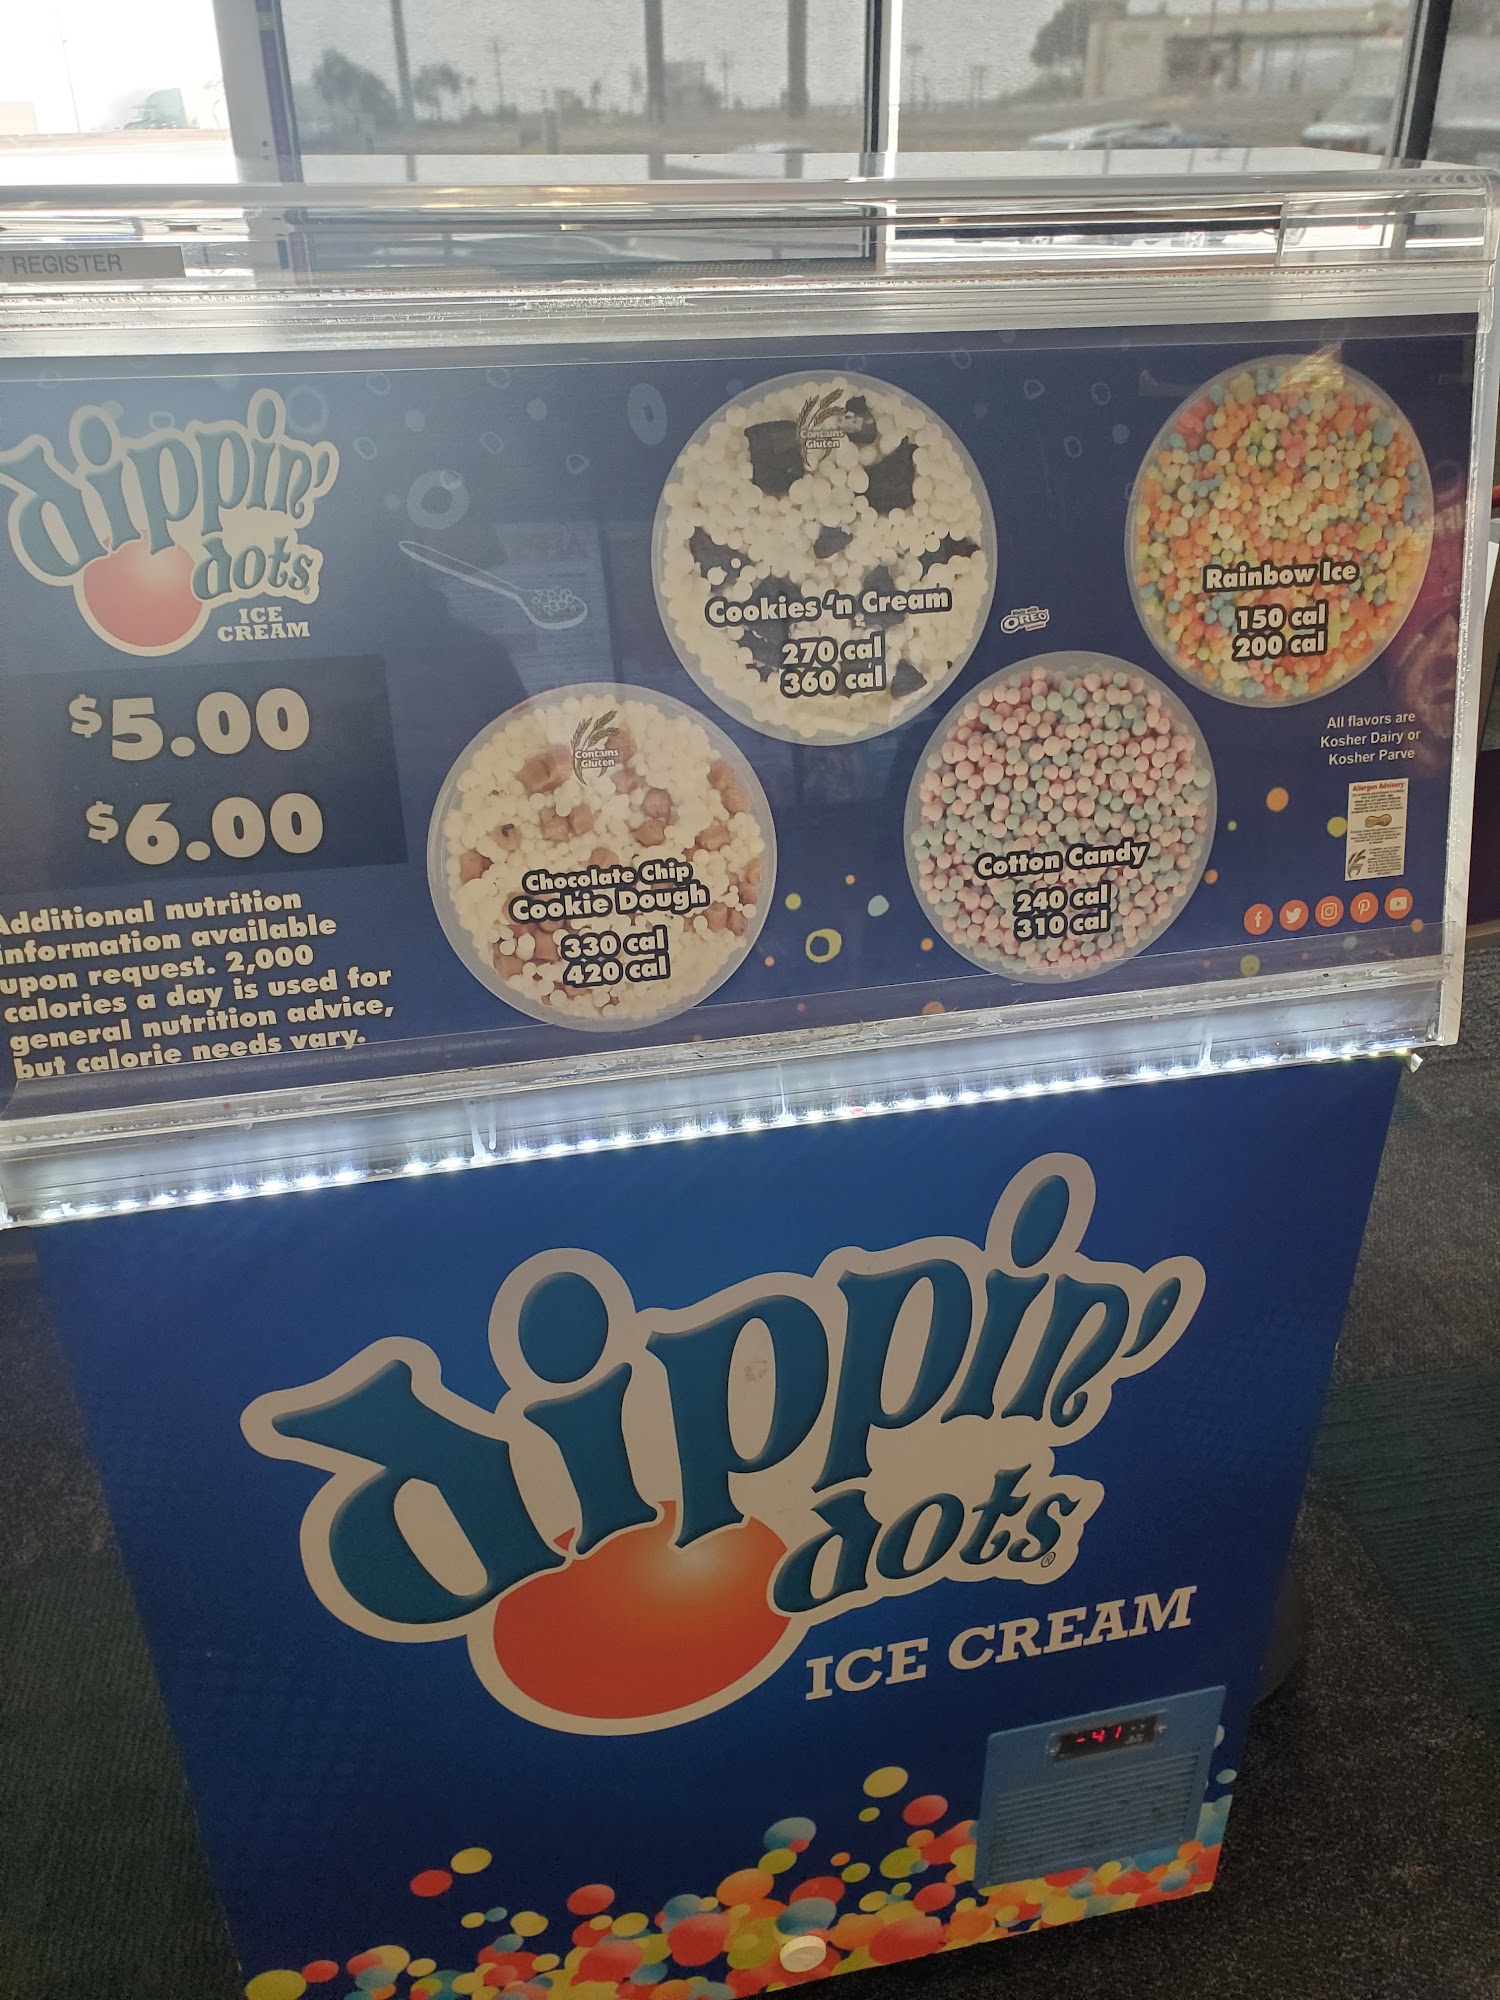 REGISTER
dippin'
dots
ICE
CREAM
$5.00
$6.00
Additional nutrition
information available
upon request. 2,000
calories a day is used for
general nutrition advice,
but calorie needs vary.
Contains
Gluten
Cookies 'n Cream
270 cal
360 cal
OREO
Rainbow Ice
150 cal
200 cal
Contains
Gluten
Chocolate Chip
Cookie Dough
330 cal
420 cal
Cotton Candy
240 cal
310 cal
All flavors are
Kosher Dairy or
Kosher Parve
Allergen Advisory
dippin'
dots®
ICE CREAM
-41